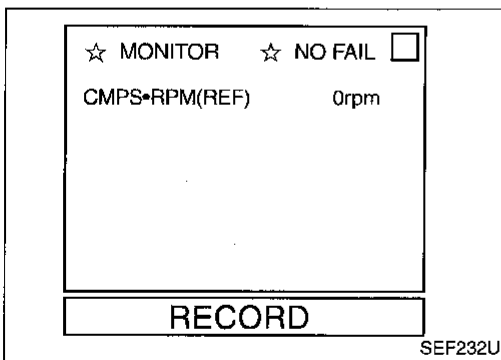 ☆ MONITOR ☆ NO FAIL
CMPS•RPM(REF) 0rpm
RECORD
SEF232U